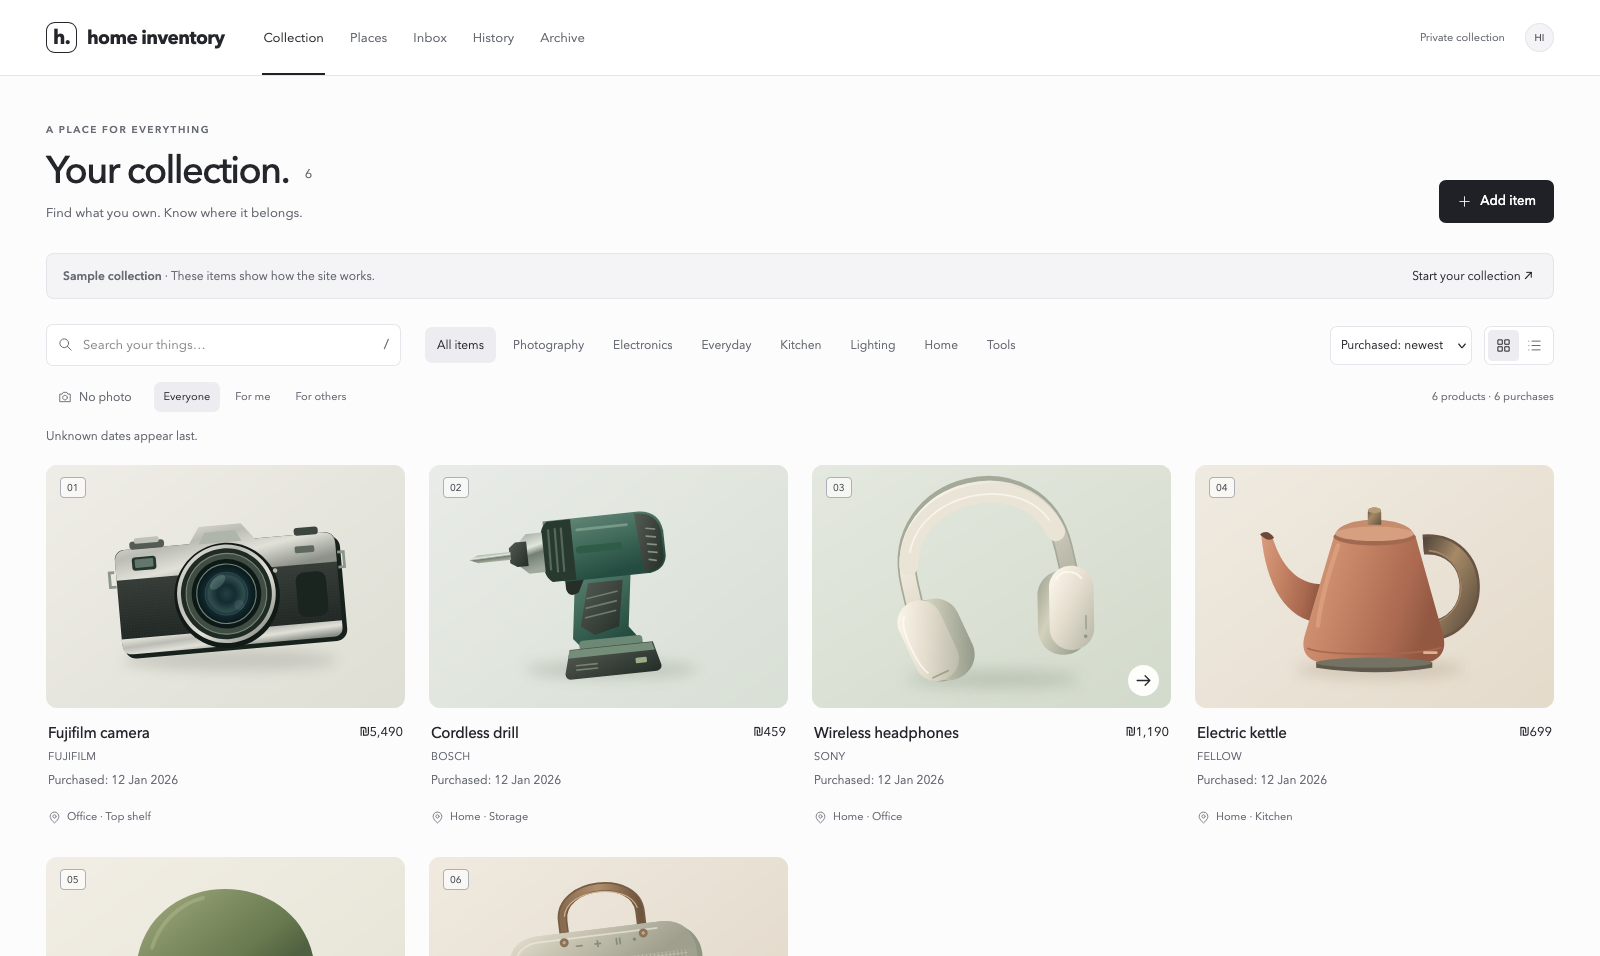 h. home inventory
Collection
Places
Inbox
History
Archive
Private collection
HI
A PLACE FOR EVERYTHING
Your collection. 6
Find what you own. Know where it belongs.
+ Add item
Sample collection · These items show how the site works.
Start your collection ↗
Search your things... /
All items
Photography
Electronics
Everyday
Kitchen
Lighting
Home
Tools
Purchased: newest
No photo
Everyone
For me
For others
6 products · 6 purchases
Unknown dates appear last.
01
02
03
04
Fujifilm camera ₪5,490
FUJIFILM
Purchased: 12 Jan 2026
Office · Top shelf
Cordless drill ₪459
BOSCH
Purchased: 12 Jan 2026
Home · Storage
Wireless headphones ₪1,190
SONY
Purchased: 12 Jan 2026
Home · Office
Electric kettle ₪699
FELLOW
Purchased: 12 Jan 2026
Home · Kitchen
05
06